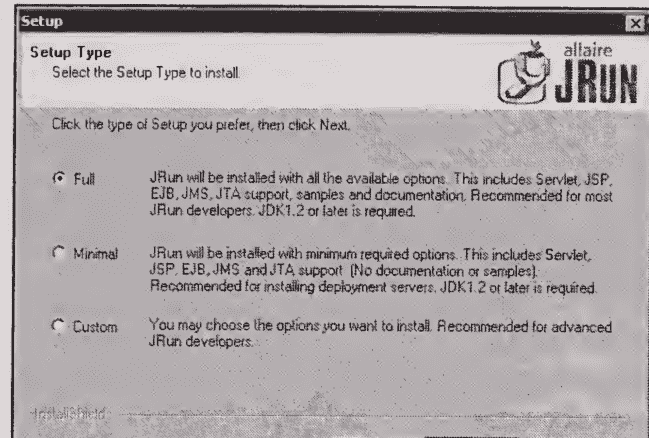 Setup
Setup Type
Select the Setup Type to install.
allaire
JRUN
Click the type of Setup you prefer, then click Next.
Full
JRun will be installed with all the available options. This includes Servlet, JSP,
EJB, JMS, JTA support, samples and documentation. Recommended for most
JRun developers. JDK1.2 or later is required.
Minimal
JRun will be installed with minimum required options. This includes Servlet,
JSP, EJB, JMS and JTA support (No documentation or samples).
Recommended for installing deployment servers. JDK1.2 or later is required.
Custom
You may choose the options you want to install. Recommended for advanced
JRun developers.
InstallShield